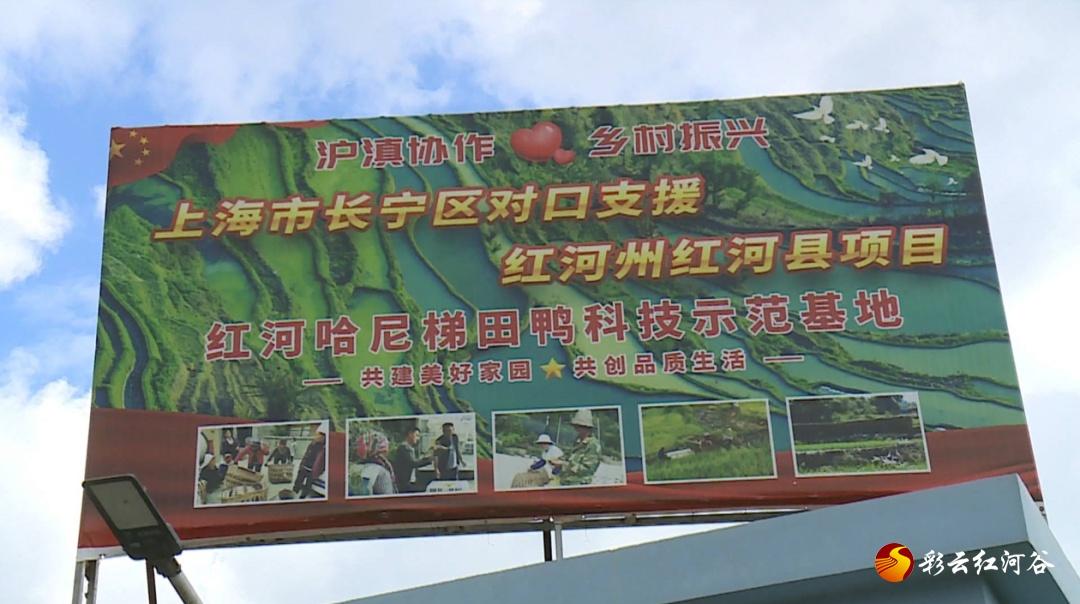 沪滇协作 乡村振兴
上海市长宁区对口支援
红河州红河县项目
红河哈尼梯田鸭科技示范基地
共建美好家园 共创品质生活
彩云红河谷